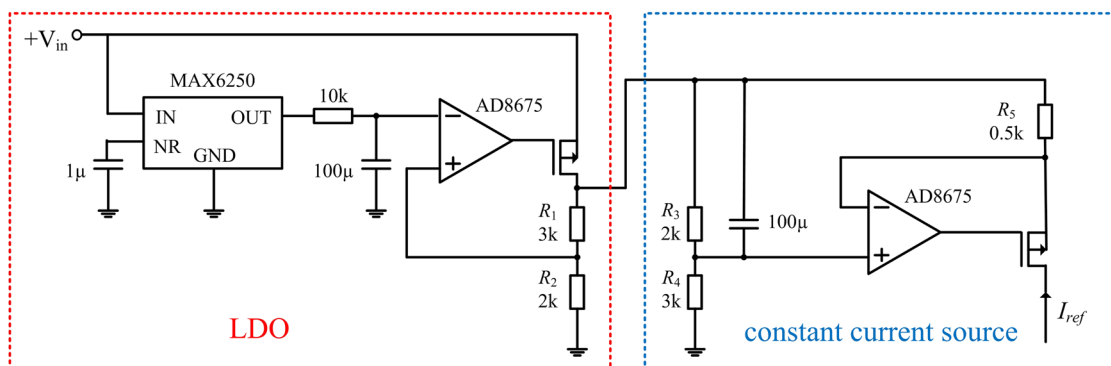 +Vin
MAX6250
IN
OUT
NR
GND
1μ
10k
100μ
AD8675
−
+
R1
3k
R2
2k
LDO
R3
2k
R4
3k
100μ
R5
0.5k
AD8675
−
+
Iref
constant current source